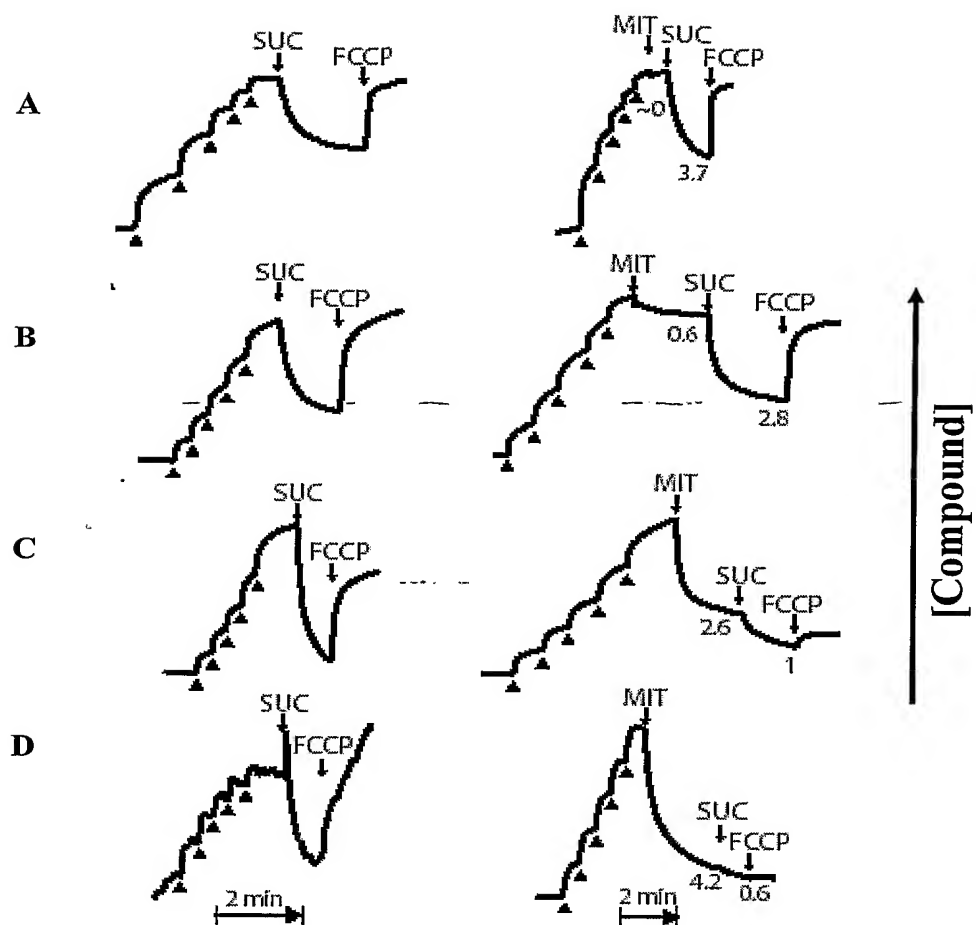 A
SUC
FCCP
MIT
SUC
FCCP
~0
3.7
B
SUC
FCCP
MIT
SUC
FCCP
0.6
2.8
C
SUC
FCCP
MIT
SUC
FCCP
2.6
1
D
SUC
FCCP
MIT
SUC
FCCP
4.2
0.6
2 min
2 min
[Compound]